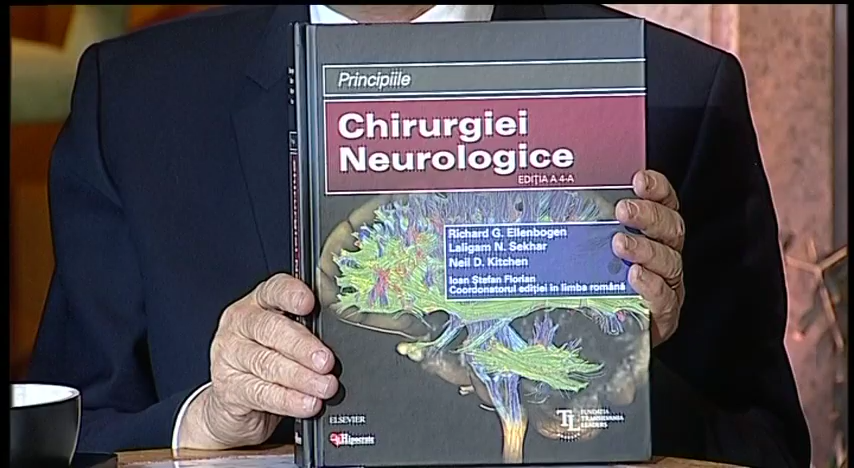 Principiile
Chirurgiei
Neurologice
EDIȚIA A 4-A
Richard G. Ellenbogen
Laligam N. Sekhar
Neil D. Kitchen
Ioan Ștefan Florian
Coordonatorul ediției în limba română
ELSEVIER
Hipocrate
TL
FUNDAȚIA
TRANSILVANIA
LEADERS